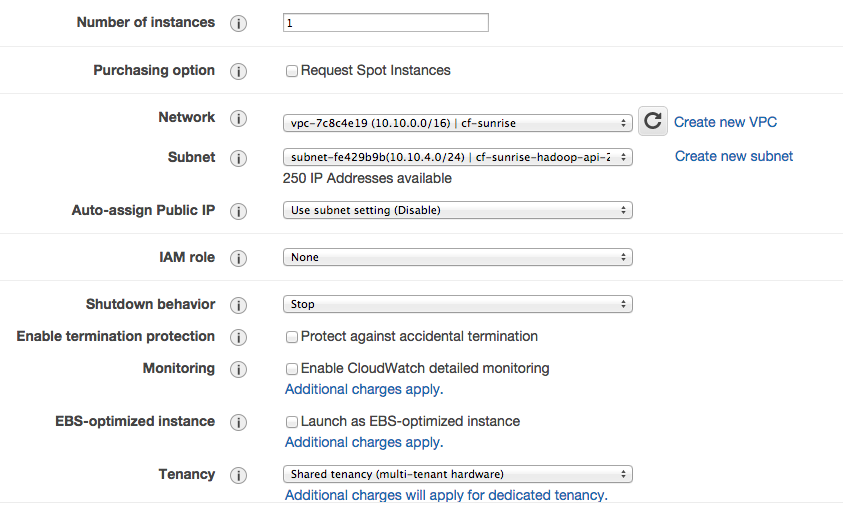 Number of instances i 1
Purchasing option i Request Spot Instances
Network i vpc-7c8c4e19 (10.10.0.0/16) | cf-sunrise Create new VPC
Subnet i subnet-fe429b9b(10.10.4.0/24) | cf-sunrise-hadoop-api-2 Create new subnet
250 IP Addresses available
Auto-assign Public IP i Use subnet setting (Disable)
IAM role i None
Shutdown behavior i Stop
Enable termination protection i Protect against accidental termination
Monitoring i Enable CloudWatch detailed monitoring
Additional charges apply.
EBS-optimized instance i Launch as EBS-optimized instance
Additional charges apply.
Tenancy i Shared tenancy (multi-tenant hardware)
Additional charges will apply for dedicated tenancy.